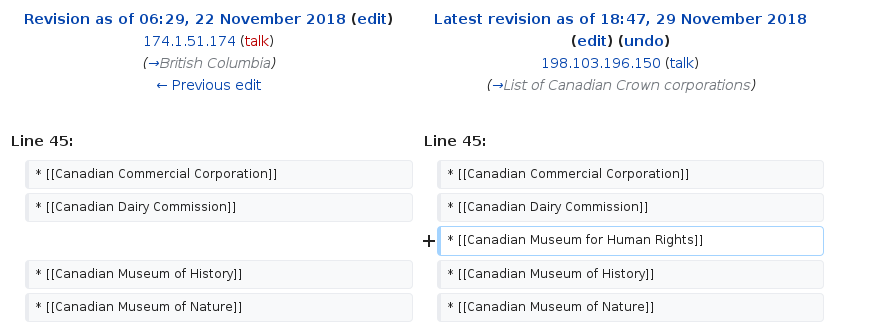 Revision as of 06:29, 22 November 2018 (edit)
174.1.51.174 (talk)
(→British Columbia)
← Previous edit
Latest revision as of 18:47, 29 November 2018
(edit) (undo)
198.103.196.150 (talk)
(→List of Canadian Crown corporations)
Line 45:
Line 45:
* [[Canadian Commercial Corporation]]
* [[Canadian Commercial Corporation]]
* [[Canadian Dairy Commission]]
* [[Canadian Dairy Commission]]
+ * [[Canadian Museum for Human Rights]]
* [[Canadian Museum of History]]
* [[Canadian Museum of History]]
* [[Canadian Museum of Nature]]
* [[Canadian Museum of Nature]]